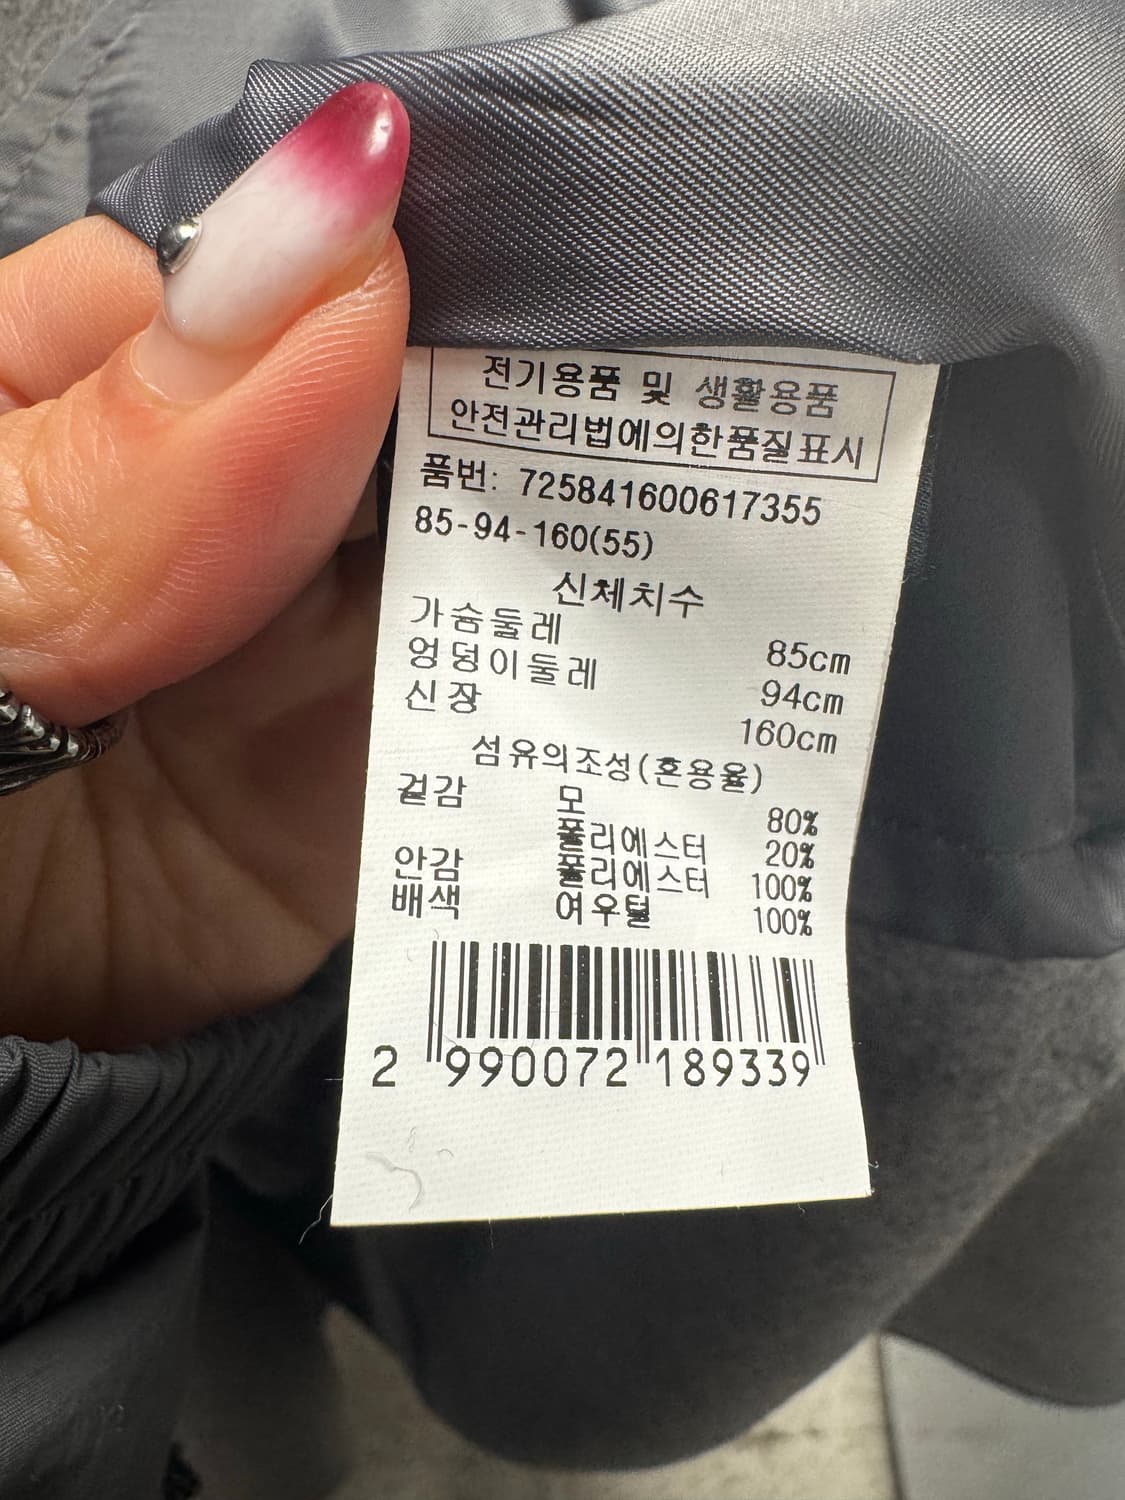 전기용품 및 생활용품
안전관리법에의한품질표시
품번: 725841600617355
85-94-160(55)
신체치수
가슴둘레 85cm
엉덩이둘레 94cm
신장 160cm
섬유의조성(혼용율)
겉감 모 80%
폴리에스터 20%
안감 폴리에스터 100%
배색 여우털 100%
2 990072 189339